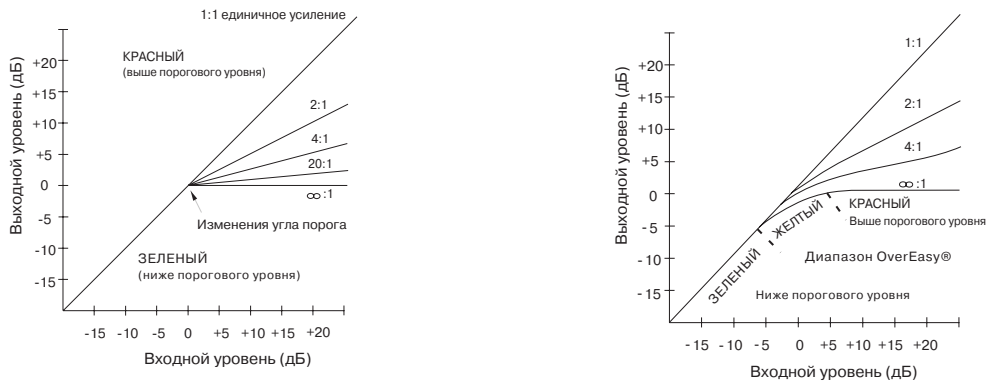 1:1 единичное усиление
Выходной уровень (дБ)
+20
+15
+10
+5
0
-5
-10
-15
КРАСНЫЙ
(выше порогового уровня)
2:1
4:1
20:1
∞:1
Изменения угла порога
ЗЕЛЕНЫЙ
(ниже порогового уровня)
-15 -10 -5 0 +5 +10 +15 +20
Входной уровень (дБ)
Выходной уровень (дБ)
+20
+15
+10
+5
0
-5
-10
-15
1:1
2:1
4:1
∞:1
КРАСНЫЙ
Выше порогового уровня
ЖЕЛТЫЙ
ЗЕЛЕНЫЙ
Диапазон OverEasy®
Ниже порогового уровня
-15 -10 -5 0 +5 +10 +15 +20
Входной уровень (дБ)